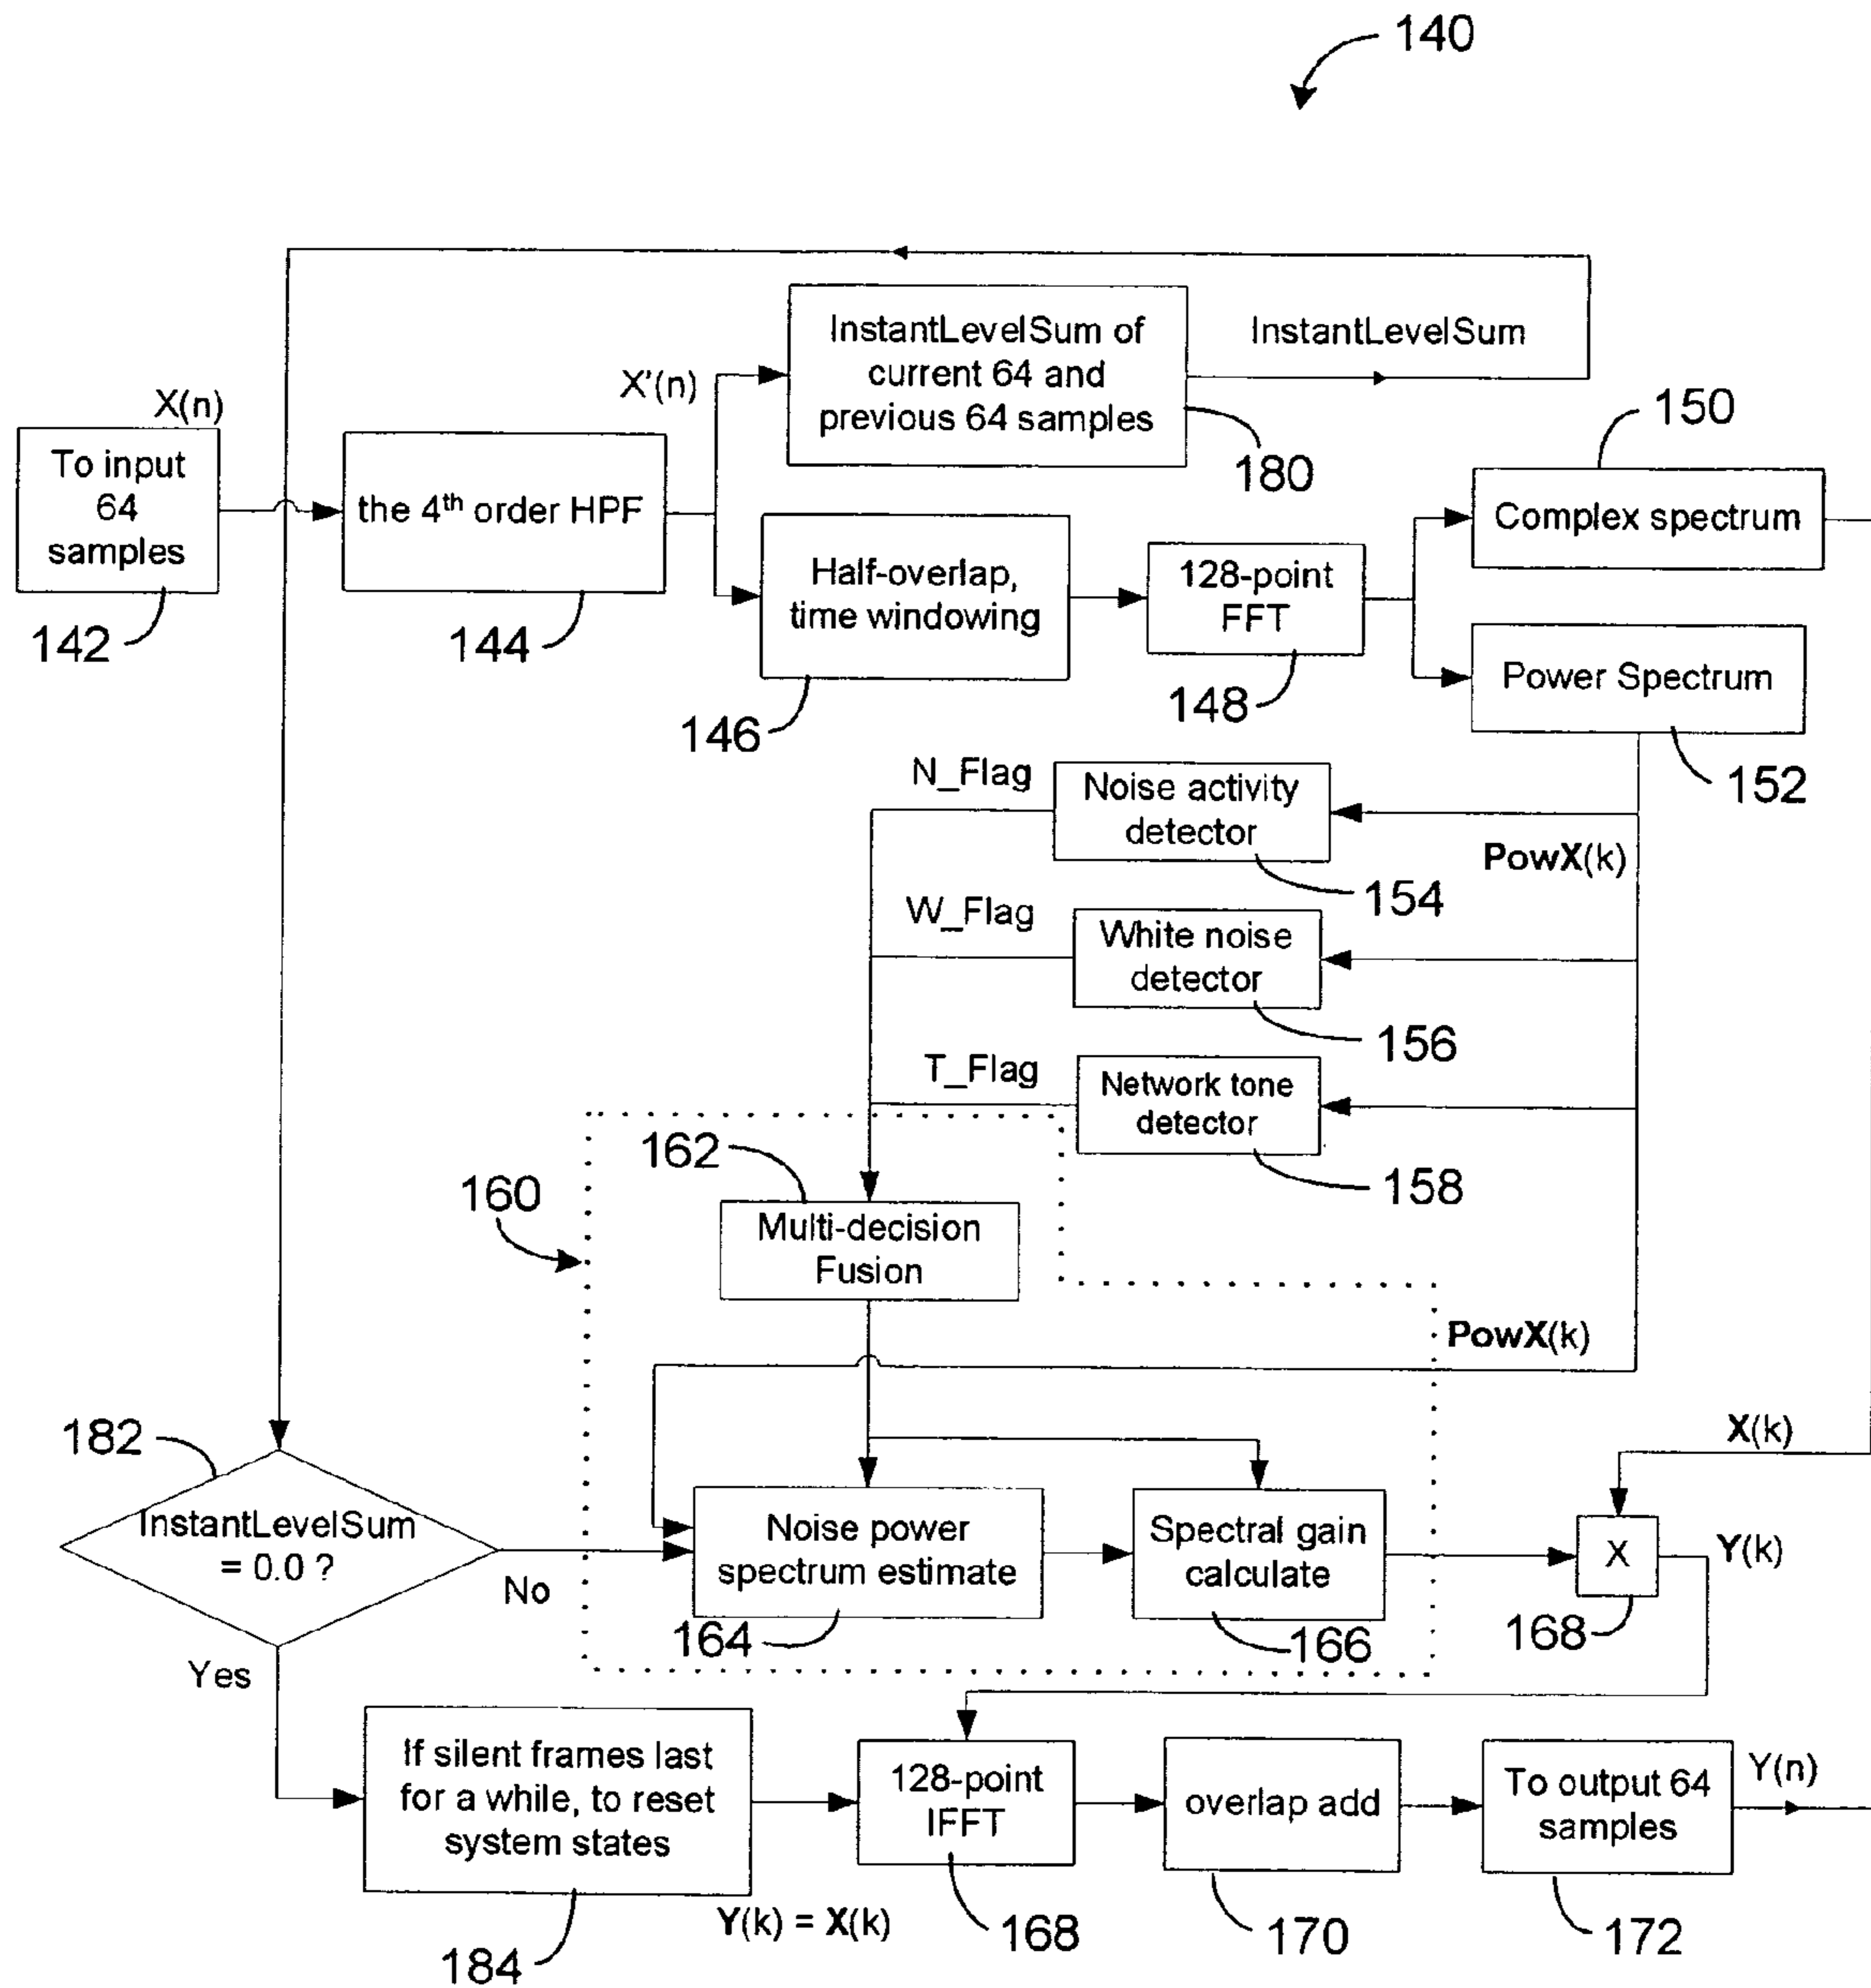 140
InstantLevelSum of
current 64 and
previous 64 samples
InstantLevelSum
180
X(n)
X'(n)
To input
64
samples
142
the 4th order HPF
144
Half-overlap,
time windowing
146
128-point
FFT
148
150
Complex spectrum
Power Spectrum
152
N_Flag
Noise activity
detector
154
PowX(k)
W_Flag
White noise
detector
156
T_Flag
Network tone
detector
158
160
162
Multi-decision
Fusion
PowX(k)
182
InstantLevelSum
= 0.0 ?
No
Yes
Noise power
spectrum estimate
164
Spectral gain
calculate
166
X(k)
X
168
Y(k)
If silent frames last
for a while, to reset
system states
184
Y(k) = X(k)
128-point
IFFT
168
overlap add
170
To output 64
samples
172
Y(n)